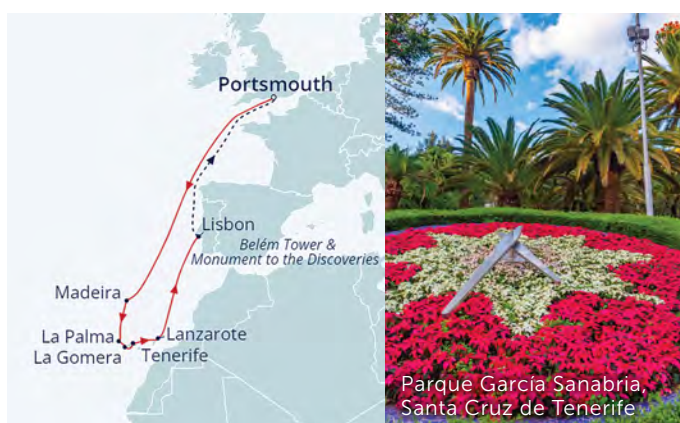 Portsmouth
Lisbon
Belém Tower &
Monument to the Discoveries
Madeira
La Palma
La Gomera
Tenerife
Lanzarote
Parque García Sanabria,
Santa Cruz de Tenerife